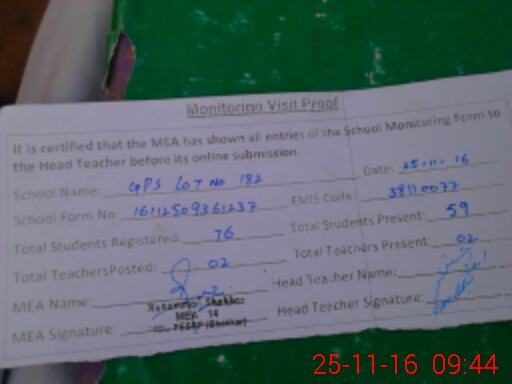 Monitoring Visit Proof
It is certified that the MEA has shown all entries of the School Monitoring Form to
the Head Teacher before its online submission.
School Name: GPS LOT No 182 Date: 25-11-16
School Form No: 16112509361237 EMIS Code: 38110077
Total Students Registered: 76 Total Students Present: 59
Total TeachersPosted: 02 Total Teachers Present: 02
MEA Name: Head Teacher Name:
MEA 14
MEA Signature: Head Teacher Signature:
25-11-16 09:44